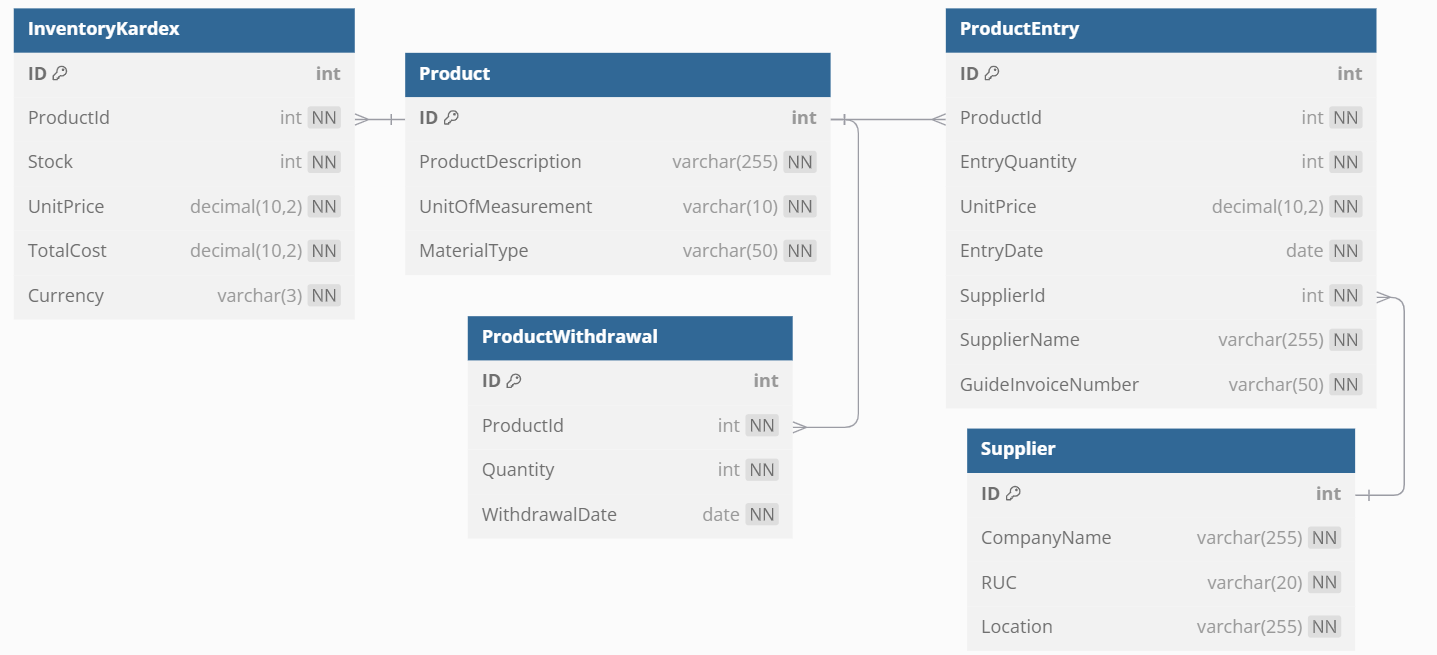 InventoryKardex
ID int
ProductId int NN
Stock int NN
UnitPrice decimal(10,2) NN
TotalCost decimal(10,2) NN
Currency varchar(3) NN
Product
ID int
ProductDescription varchar(255) NN
UnitOfMeasurement varchar(10) NN
MaterialType varchar(50) NN
ProductWithdrawal
ID int
ProductId int NN
Quantity int NN
WithdrawalDate date NN
ProductEntry
ID int
ProductId int NN
EntryQuantity int NN
UnitPrice decimal(10,2) NN
EntryDate date NN
SupplierId int NN
SupplierName varchar(255) NN
GuideInvoiceNumber varchar(50) NN
Supplier
ID int
CompanyName varchar(255) NN
RUC varchar(20) NN
Location varchar(255) NN